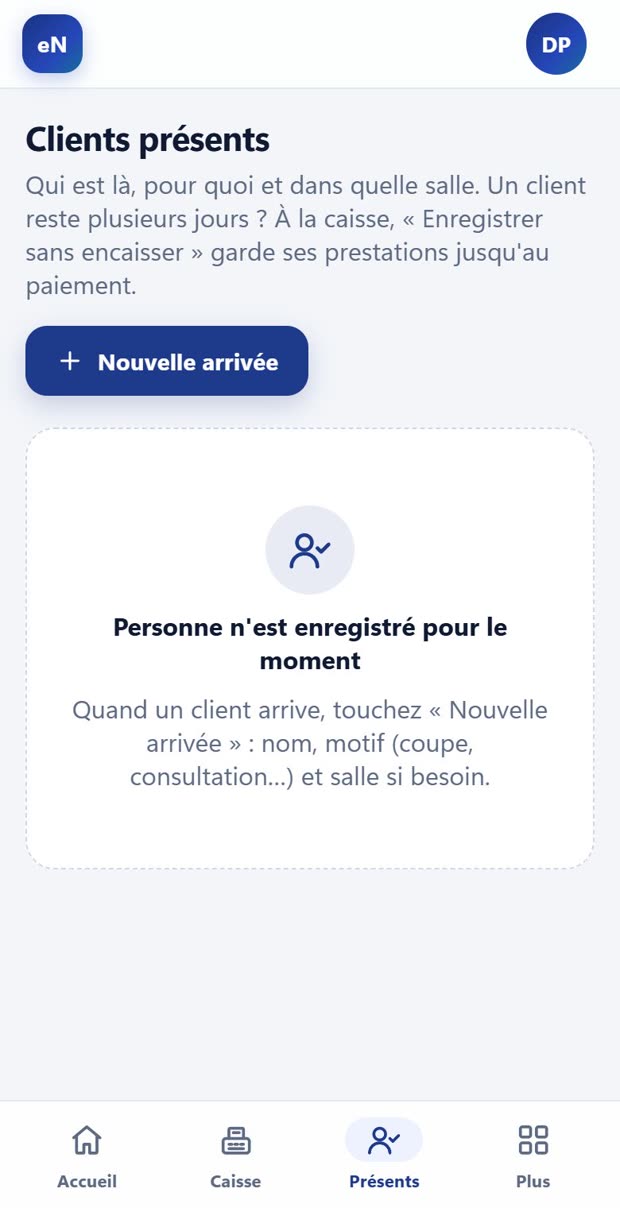 eN
DP
Clients présents
Qui est là, pour quoi et dans quelle salle. Un client
reste plusieurs jours ? À la caisse, « Enregistrer
sans encaisser » garde ses prestations jusqu'au
paiement.
+ Nouvelle arrivée
Personne n'est enregistré pour le
moment
Quand un client arrive, touchez « Nouvelle
arrivée » : nom, motif (coupe,
consultation…) et salle si besoin.
Accueil
Caisse
Présents
Plus